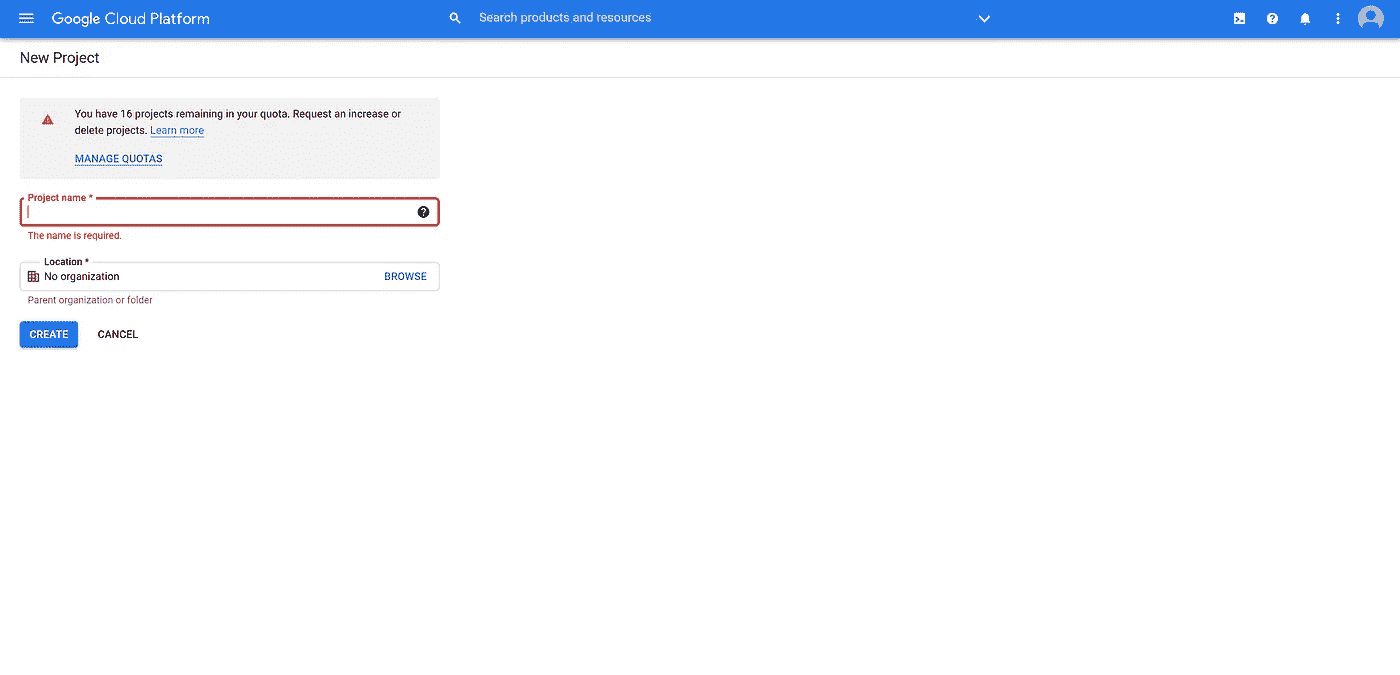 Google Cloud Platform
Search products and resources
New Project
You have 16 projects remaining in your quota. Request an increase or
delete projects. Learn more
MANAGE QUOTAS
Project name *
The name is required.
Location *
No organization BROWSE
Parent organization or folder
CREATE CANCEL